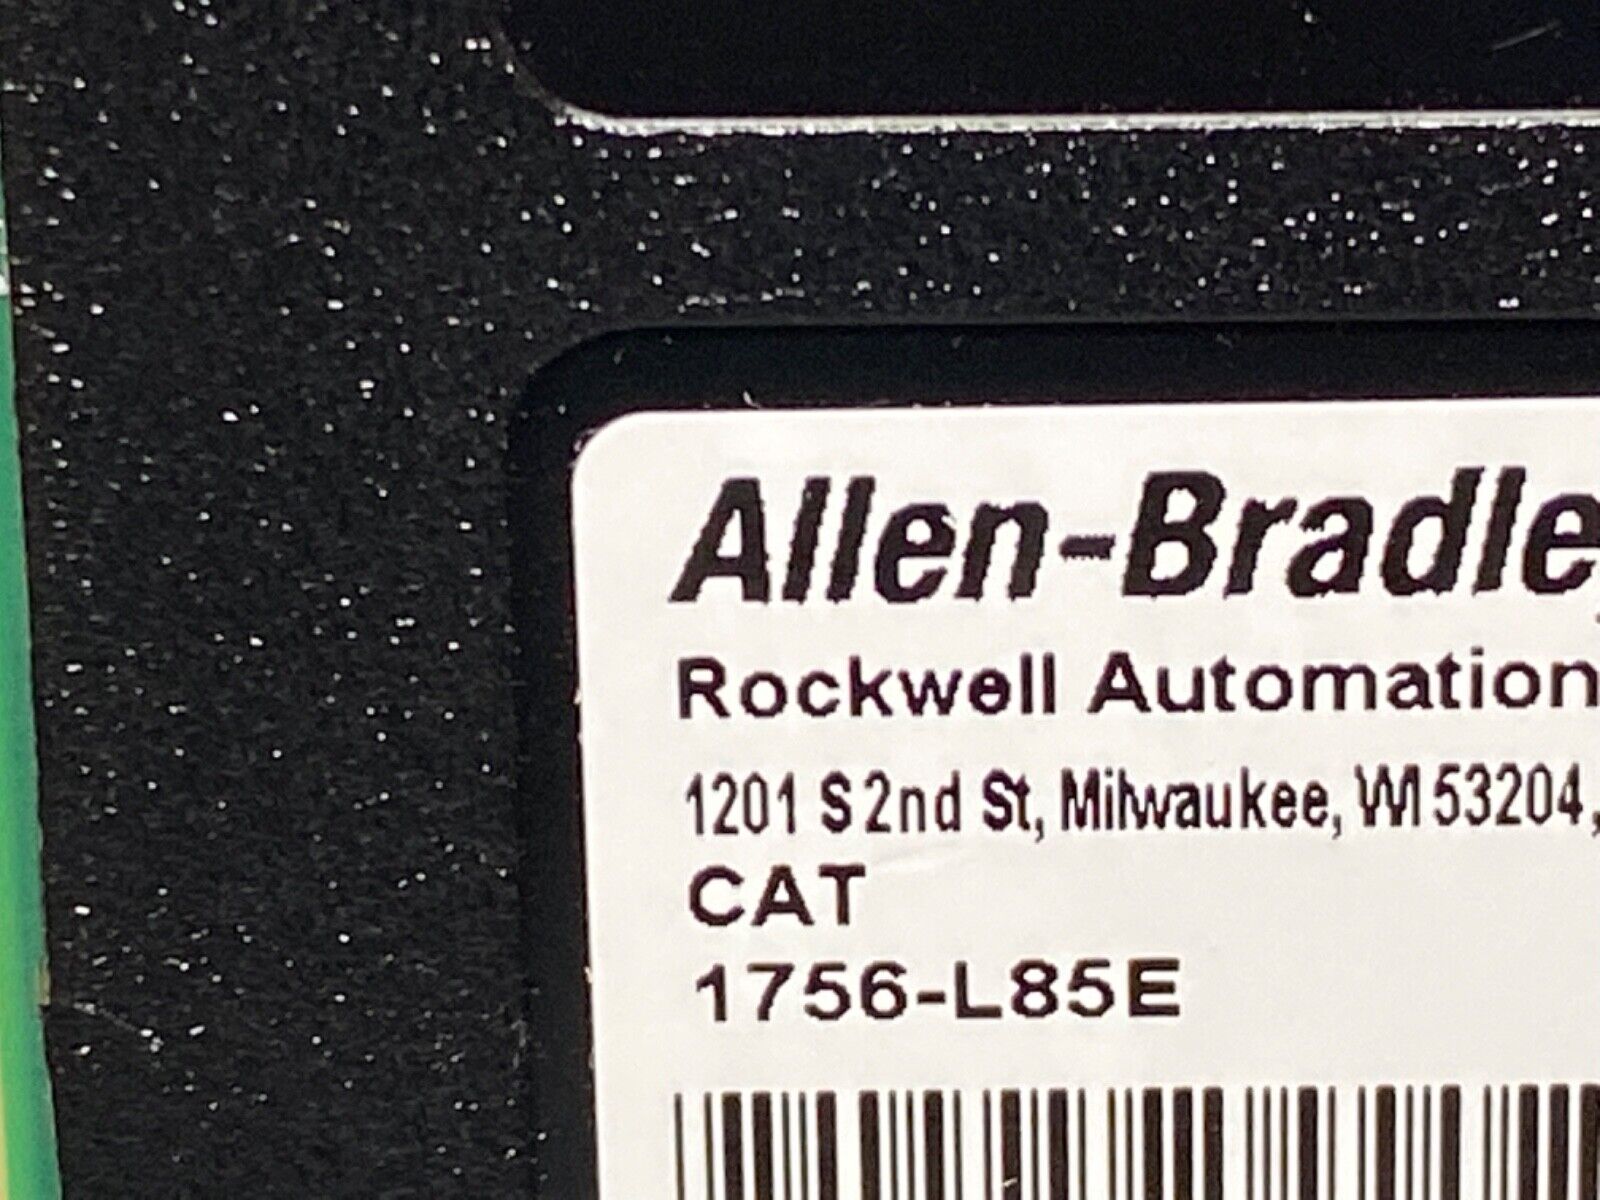 Allen-Bradle
Rockwell Automation
1201 S 2nd St, Milwaukee, WI 53204,
CAT
1756-L85E